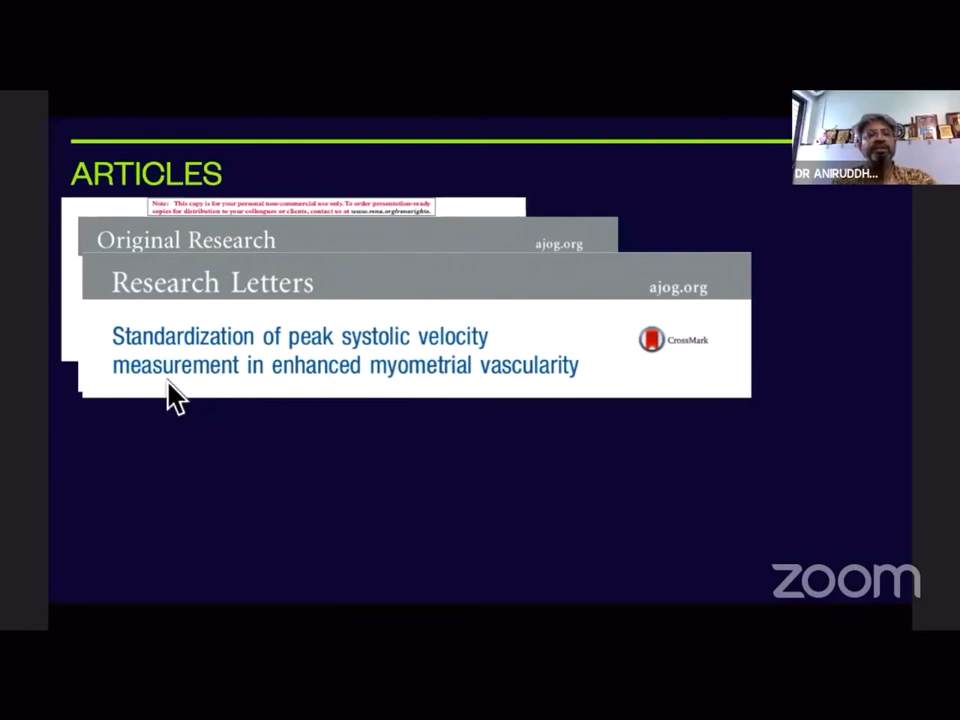 DR ANIRUDDH...
ARTICLES
Note: This copy is for your personal non-commercial use only. To order presentation-ready
copies for distribution to your colleagues or clients, contact us at www.rsna.org/rsnarights.
Original Research
ajog.org
Research Letters
ajog.org
Standardization of peak systolic velocity
measurement in enhanced myometrial vascularity
CrossMark
zoom